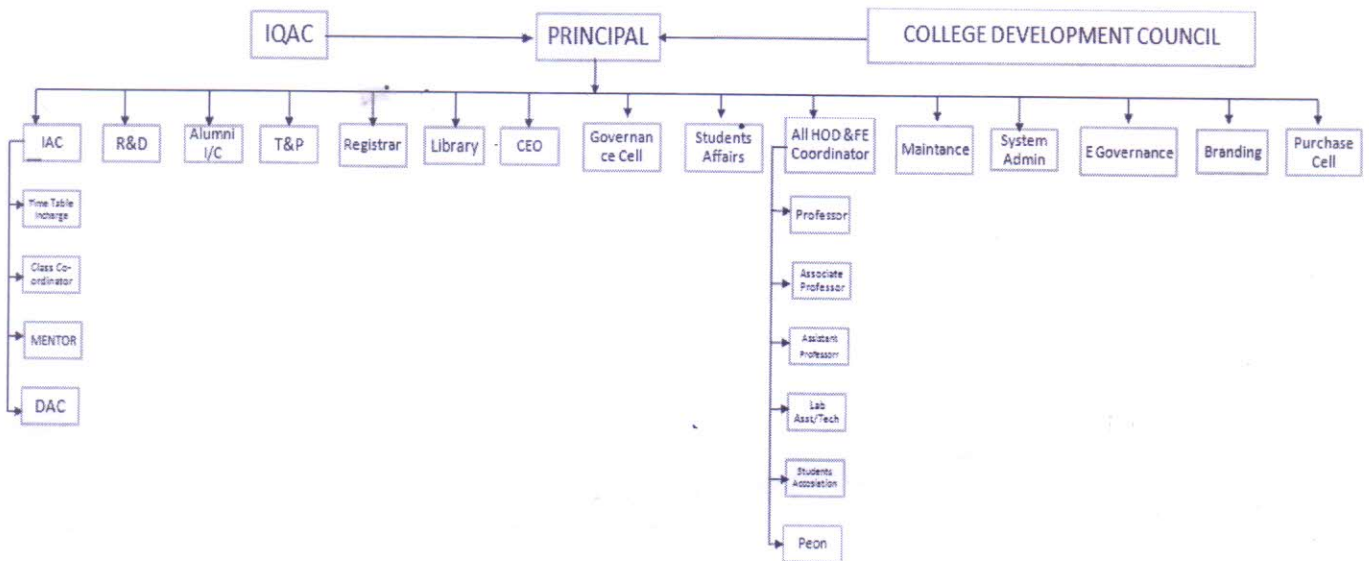 IQAC
PRINCIPAL
COLLEGE DEVELOPMENT COUNCIL
IAC
R&D
Alumni
I/C
T&P
Registrar
Library
CEO
Governan
ce Cell
Students
Affairs
All HOD &FE
Coordinator
Maintance
System
Admin
E Governance
Branding
Purchase
Cell
Time Table
Incharge
Class Co-
ordinator
MENTOR
DAC
Professor
Associate
Professor
Assistant
Professorr
Lab
Asst/Tech
Students
Accosietion
Peon